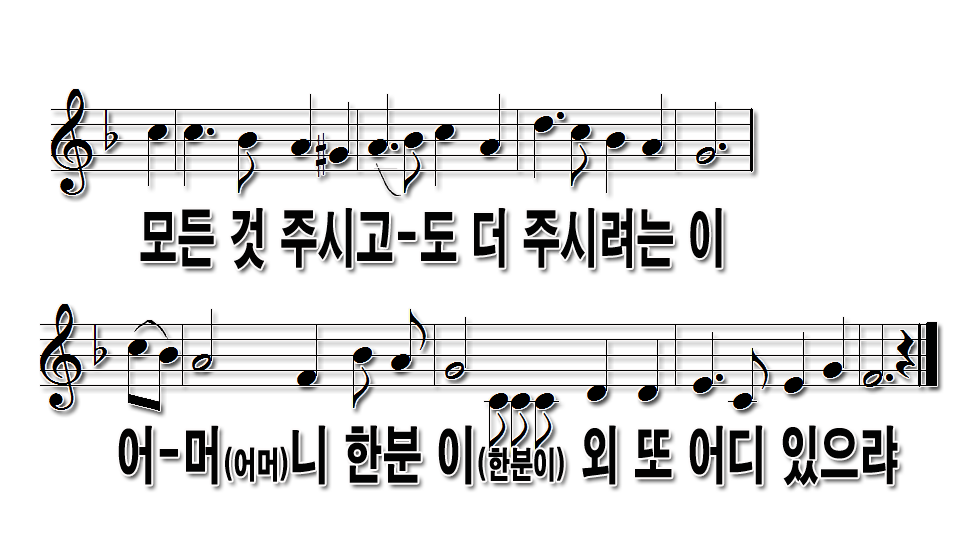 모든 것 주시고-도 더 주시려는 이
어-머(어머)니 한분 이(한분이) 외 또 어디 있으랴